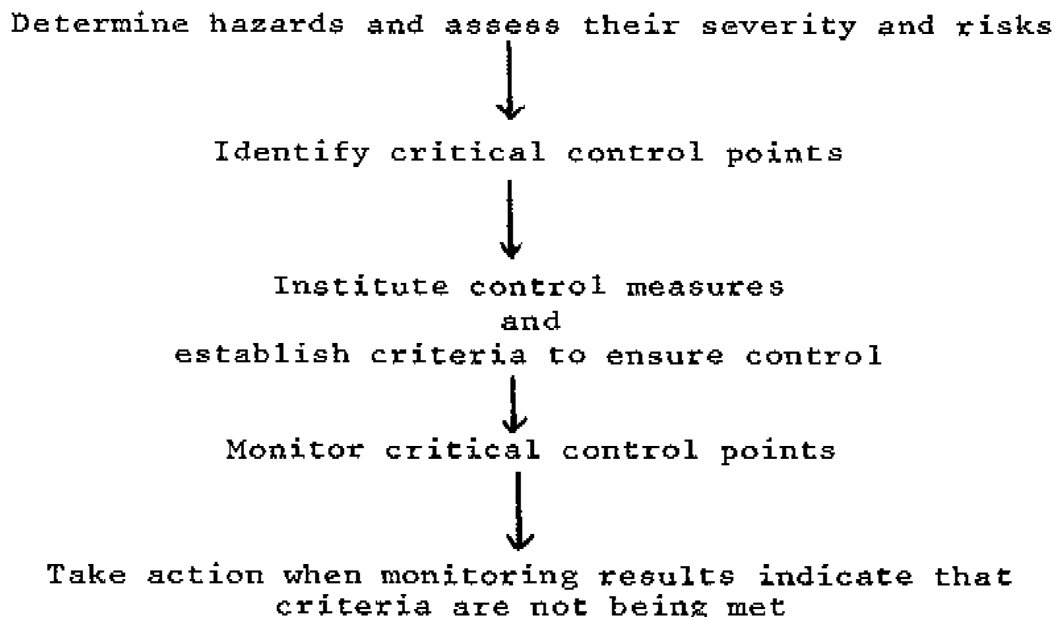 Determine hazards and assess their severity and risks
Identify critical control points
Institute control measures
and
establish criteria to ensure control
Monitor critical control points
Take action when monitoring results indicate that
criteria are not being met